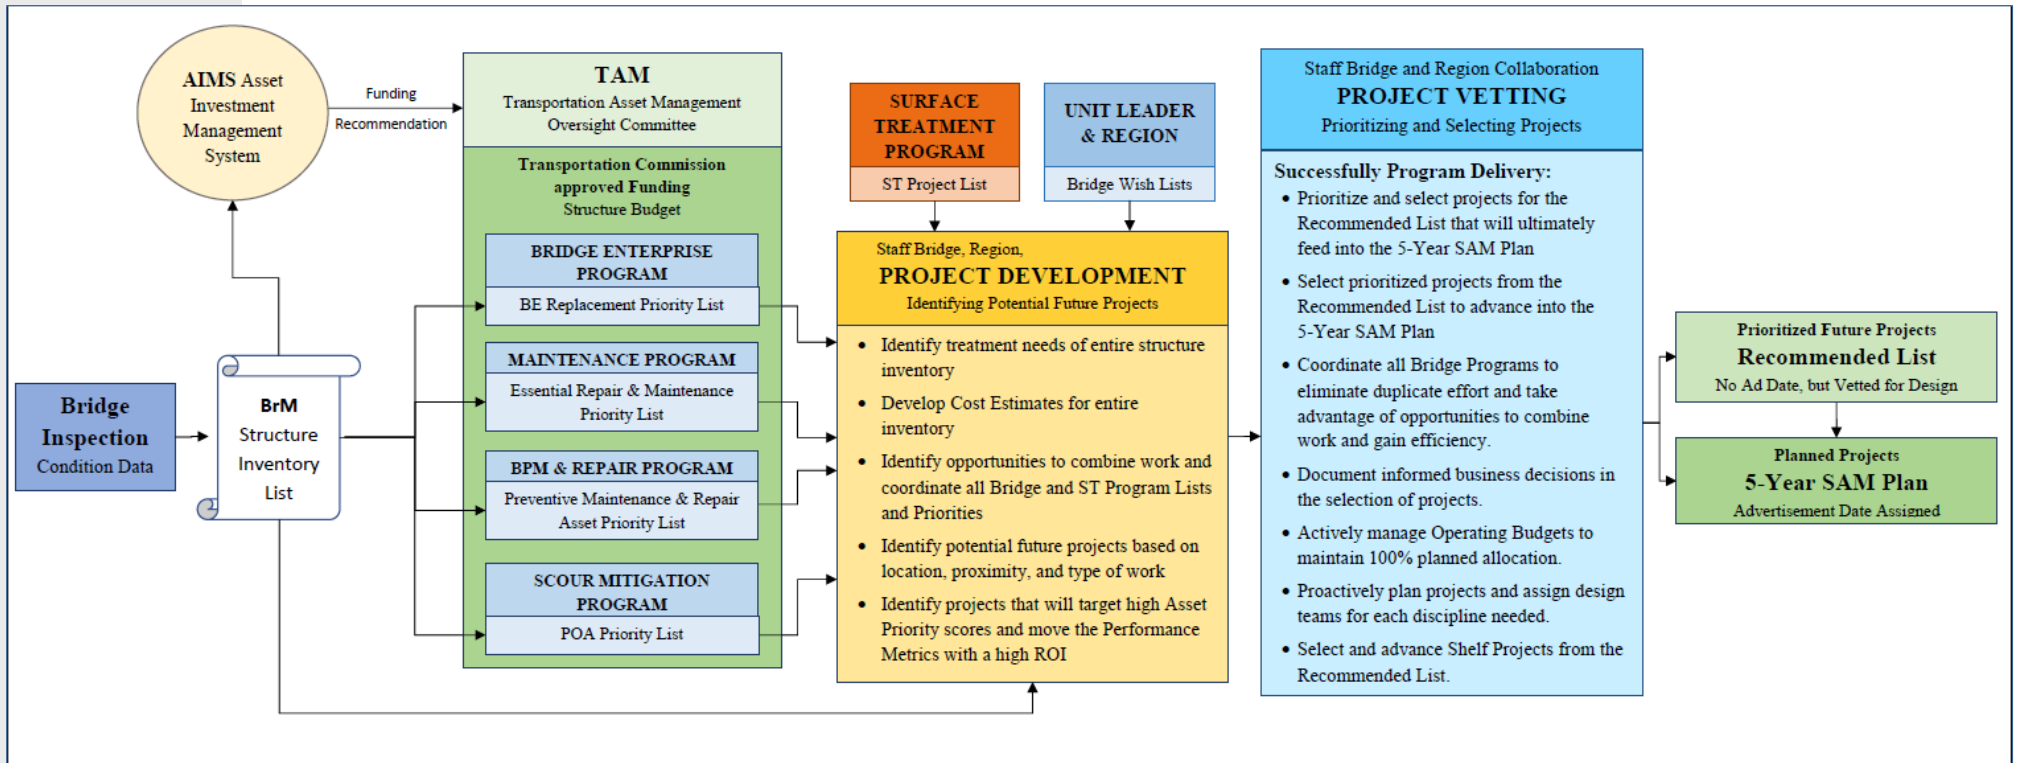 AIMS Asset
Investment
Management
System
Funding
Recommendation
Bridge
Inspection
Condition Data
BrM
Structure
Inventory
List
TAM
Transportation Asset Management
Oversight Committee
Transportation Commission
approved Funding
Structure Budget
BRIDGE ENTERPRISE
PROGRAM
BE Replacement Priority List
MAINTENANCE PROGRAM
Essential Repair & Maintenance
Priority List
BPM & REPAIR PROGRAM
Preventive Maintenance & Repair
Asset Priority List
SCOUR MITIGATION
PROGRAM
POA Priority List
SURFACE
TREATMENT
PROGRAM
ST Project List
UNIT LEADER
& REGION
Bridge Wish Lists
Staff Bridge, Region,
PROJECT DEVELOPMENT
Identifying Potential Future Projects
• Identify treatment needs of entire structure
inventory
• Develop Cost Estimates for entire
inventory
• Identify opportunities to combine work and
coordinate all Bridge and ST Program Lists
and Priorities
• Identify potential future projects based on
location, proximity, and type of work
• Identify projects that will target high Asset
Priority scores and move the Performance
Metrics with a high ROI
Staff Bridge and Region Collaboration
PROJECT VETTING
Prioritizing and Selecting Projects
Successfully Program Delivery:
• Prioritize and select projects for the
Recommended List that will ultimately
feed into the 5-Year SAM Plan
• Select prioritized projects from the
Recommended List to advance into the
5-Year SAM Plan
• Coordinate all Bridge Programs to
eliminate duplicate effort and take
advantage of opportunities to combine
work and gain efficiency.
• Document informed business decisions in
the selection of projects.
• Actively manage Operating Budgets to
maintain 100% planned allocation.
• Proactively plan projects and assign design
teams for each discipline needed.
• Select and advance Shelf Projects from the
Recommended List.
Prioritized Future Projects
Recommended List
No Ad Date, but Vetted for Design
Planned Projects
5-Year SAM Plan
Advertisement Date Assigned